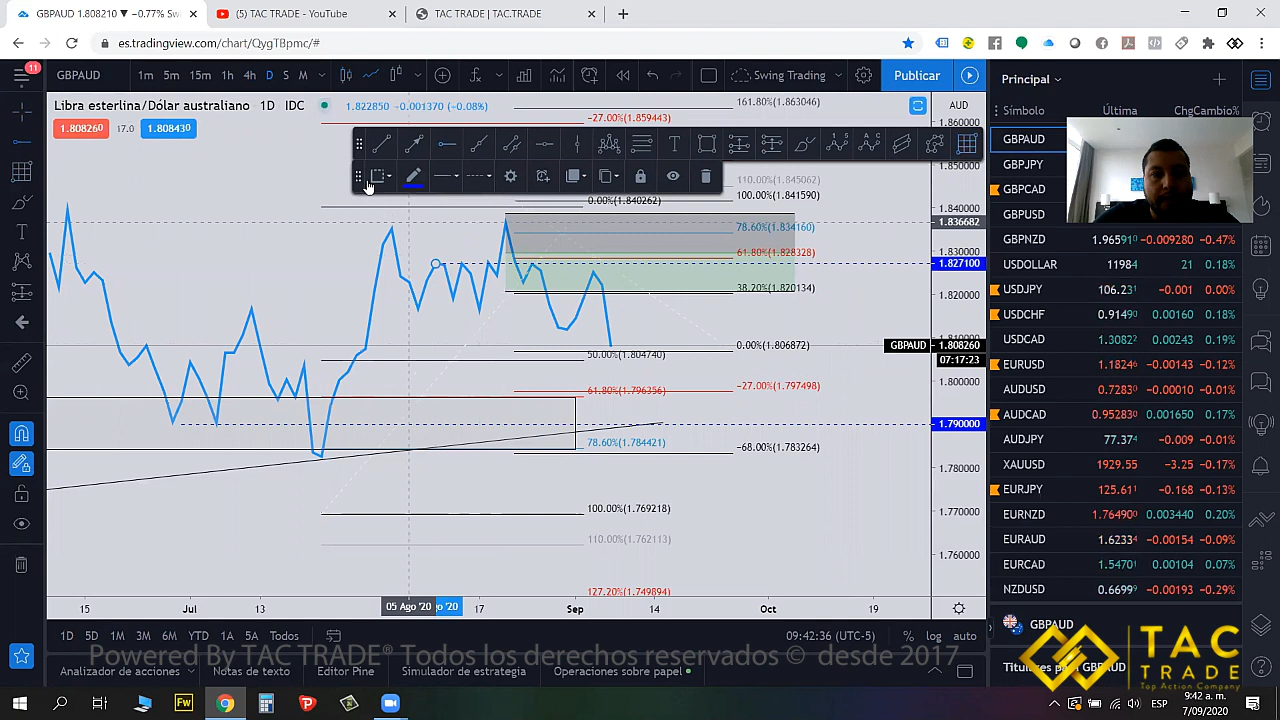 GBPAUD 1.808210 ▼ −0.77% Sw
(5) TAC TRADE - YouTube
TAC TRADE | TAC.TRADE
es.tradingview.com/chart/QygTBpmc/#
11
GBPAUD
1m 5m 15m 1h 4h D S M
Swing Trading
Publicar
Principal
Libra esterlina/Dólar australiano 1D IDC
1.822850 −0.001370 (−0.08%)
1.808260 17.0 1.808430
161.80%(1.863046)
−27.00%(1.859443)
110.00%(1.845062)
100.00%(1.841590)
0.00%(1.840262)
78.60%(1.834160)
61.80%(1.828328)
38.20%(1.820134)
0.00%(1.806872)
50.00%(1.804740)
61.80%(1.796356)
−27.00%(1.797498)
78.60%(1.784421)
−68.00%(1.783264)
100.00%(1.769218)
110.00%(1.762113)
127.20%(1.749894)
AUD
1.860000
1.850000
1.840000
1.836682
1.830000
1.827100
1.820000
GBPAUD 1.808260
07:17:23
1.800000
1.790000
1.780000
1.770000
1.760000
15 Jul 13 05 Ago '20 go '20 17 Sep 14 Oct 19
1D 5D 1M 3M 6M YTD 1A 5A Todos
09:42:36 (UTC-5) % log auto
Analizador de acciones Notas de texto Editor Pine Simulador de estrategia Operaciones sobre papel
Powered By TAC TRADE® Todos los derechos reservados © desde 2017
Símbolo Última Chg Cambio%
GBPAUD
GBPJPY
GBPCAD
GBPUSD
GBPNZD 1.965910 −0.009280 −0.47%
USDOLLAR 11984 21 0.18%
USDJPY 106.231 −0.001 0.00%
USDCHF 0.91490 0.00160 0.18%
USDCAD 1.30822 0.00243 0.19%
EURUSD 1.18246 −0.00143 −0.12%
AUDUSD 0.72830 −0.00010 −0.01%
AUDCAD 0.95283 0.001650 0.17%
AUDJPY 77.374 −0.009 −0.01%
XAUUSD 1929.55 −3.25 −0.17%
EURJPY 125.611 −0.168 −0.13%
EURNZD 1.76490 0.003440 0.20%
EURAUD 1.62334 −0.00154 −0.09%
EURCAD 1.54701 0.00104 0.07%
NZDUSD 0.66699 −0.00193 −0.29%
GBPAUD
TAC
TRADE
Top Action Company
ESP
9:42 a. m.
7/09/2020